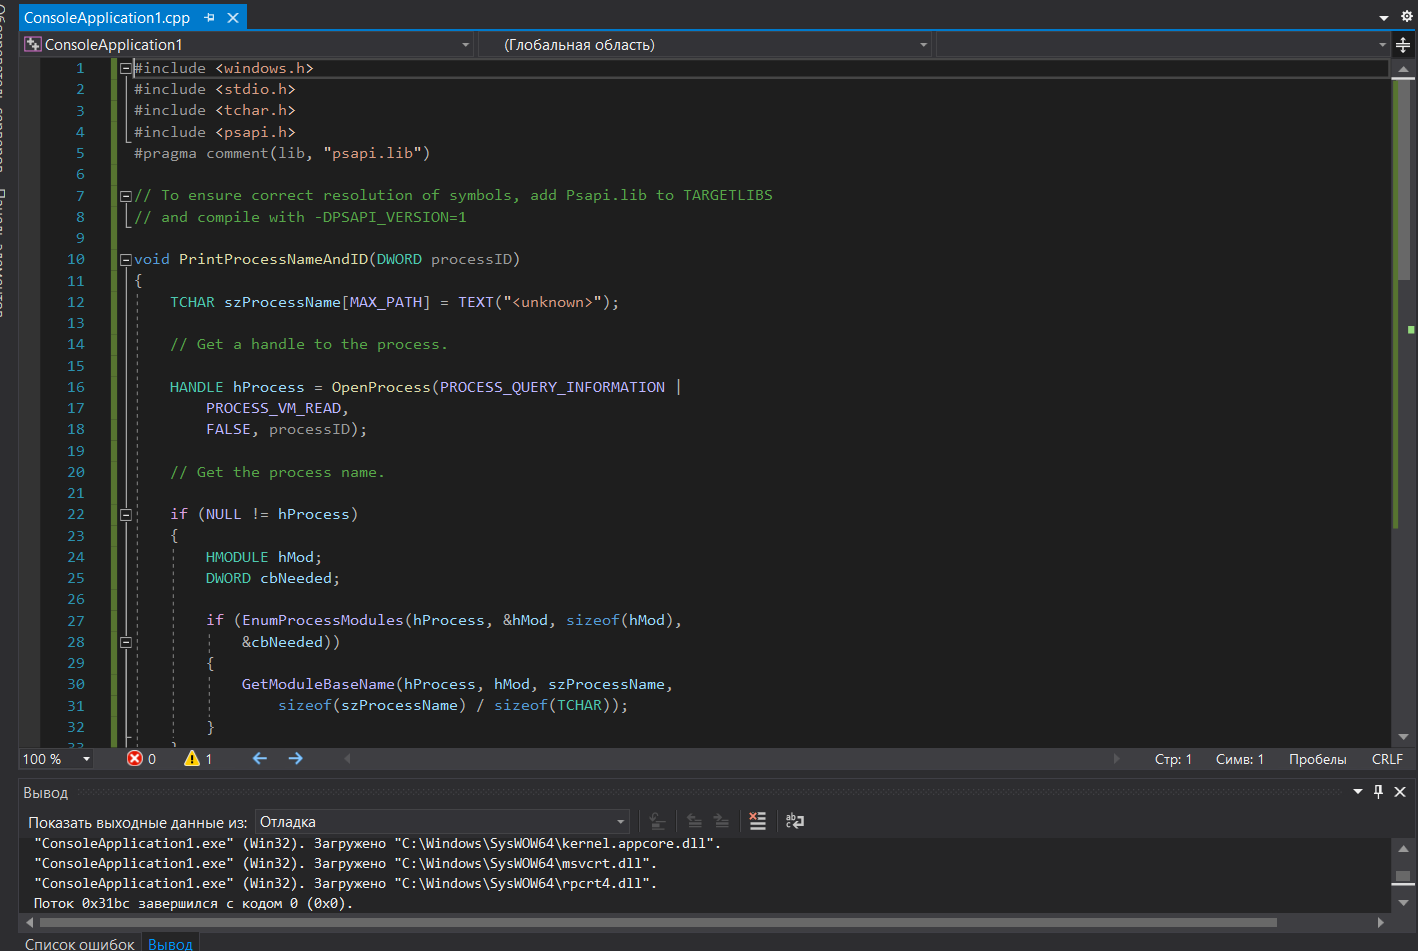 ConsoleApplication1.cpp
ConsoleApplication1
(Глобальная область)
1 #include <windows.h>
2 #include <stdio.h>
3 #include <tchar.h>
4 #include <psapi.h>
5 #pragma comment(lib, "psapi.lib")
6
7 // To ensure correct resolution of symbols, add Psapi.lib to TARGETLIBS
8 // and compile with -DPSAPI_VERSION=1
9
10 void PrintProcessNameAndID(DWORD processID)
11 {
12 TCHAR szProcessName[MAX_PATH] = TEXT("<unknown>");
13
14 // Get a handle to the process.
15
16 HANDLE hProcess = OpenProcess(PROCESS_QUERY_INFORMATION |
17 PROCESS_VM_READ,
18 FALSE, processID);
19
20 // Get the process name.
21
22 if (NULL != hProcess)
23 {
24 HMODULE hMod;
25 DWORD cbNeeded;
26
27 if (EnumProcessModules(hProcess, &hMod, sizeof(hMod),
28 &cbNeeded))
29 {
30 GetModuleBaseName(hProcess, hMod, szProcessName,
31 sizeof(szProcessName) / sizeof(TCHAR));
32 }
100 % 0 1 Стр: 1 Симв: 1 Пробелы CRLF
Вывод
Показать выходные данные из: Отладка
"ConsoleApplication1.exe" (Win32). Загружено "C:\Windows\SysWOW64\kernel.appcore.dll".
"ConsoleApplication1.exe" (Win32). Загружено "C:\Windows\SysWOW64\msvcrt.dll".
"ConsoleApplication1.exe" (Win32). Загружено "C:\Windows\SysWOW64\rpcrt4.dll".
Поток 0x31bc завершился с кодом 0 (0x0).
Список ошибок Вывод